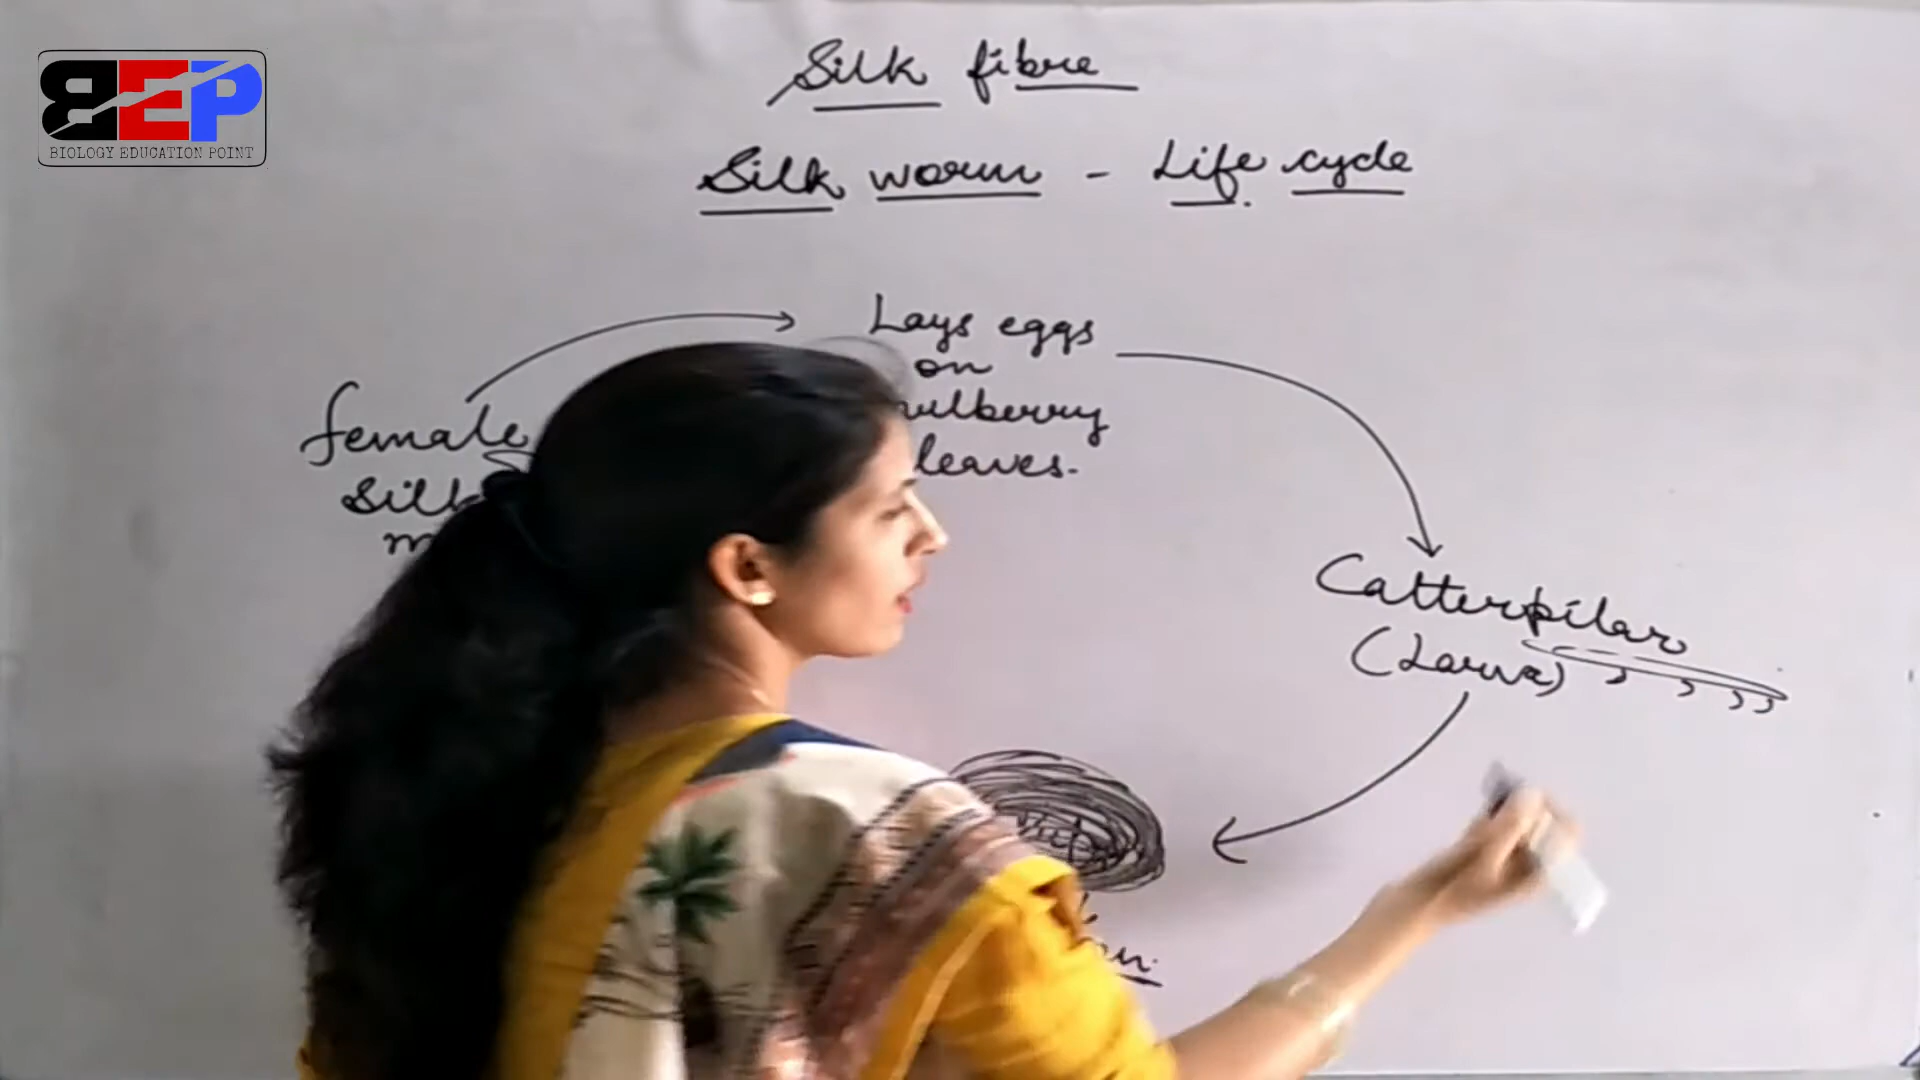 BEP
BIOLOGY EDUCATION POINT
Silk fibre
Silk worm - Life cycle
Lays eggs
on
leaves.
female
Catterpilar
(Larva)